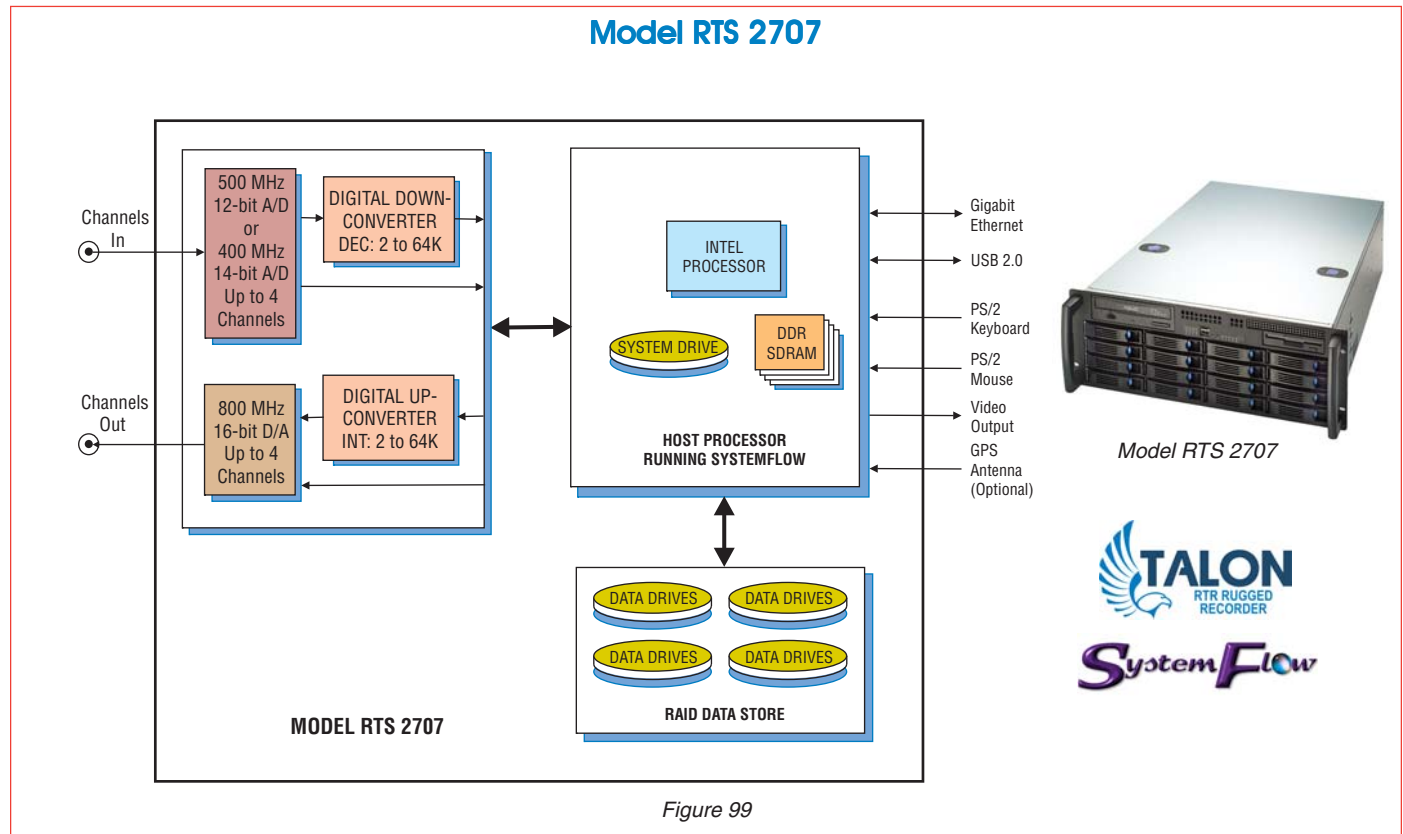 Model RTS 2707
Channels
In
500 MHz
12-bit A/D
or
400 MHz
14-bit A/D
Up to 4
Channels
DIGITAL DOWN-
CONVERTER
DEC: 2 to 64K
Channels
Out
800 MHz
16-bit D/A
Up to 4
Channels
DIGITAL UP-
CONVERTER
INT: 2 to 64K
INTEL
PROCESSOR
SYSTEM DRIVE
DDR
SDRAM
HOST PROCESSOR
RUNNING SYSTEMFLOW
Gigabit
Ethernet
USB 2.0
PS/2
Keyboard
PS/2
Mouse
Video
Output
GPS
Antenna
(Optional)
DATA DRIVES
DATA DRIVES
DATA DRIVES
DATA DRIVES
RAID DATA STORE
MODEL RTS 2707
Model RTS 2707
TALON
RTR RUGGED
RECORDER
SystemFlow
Figure 99